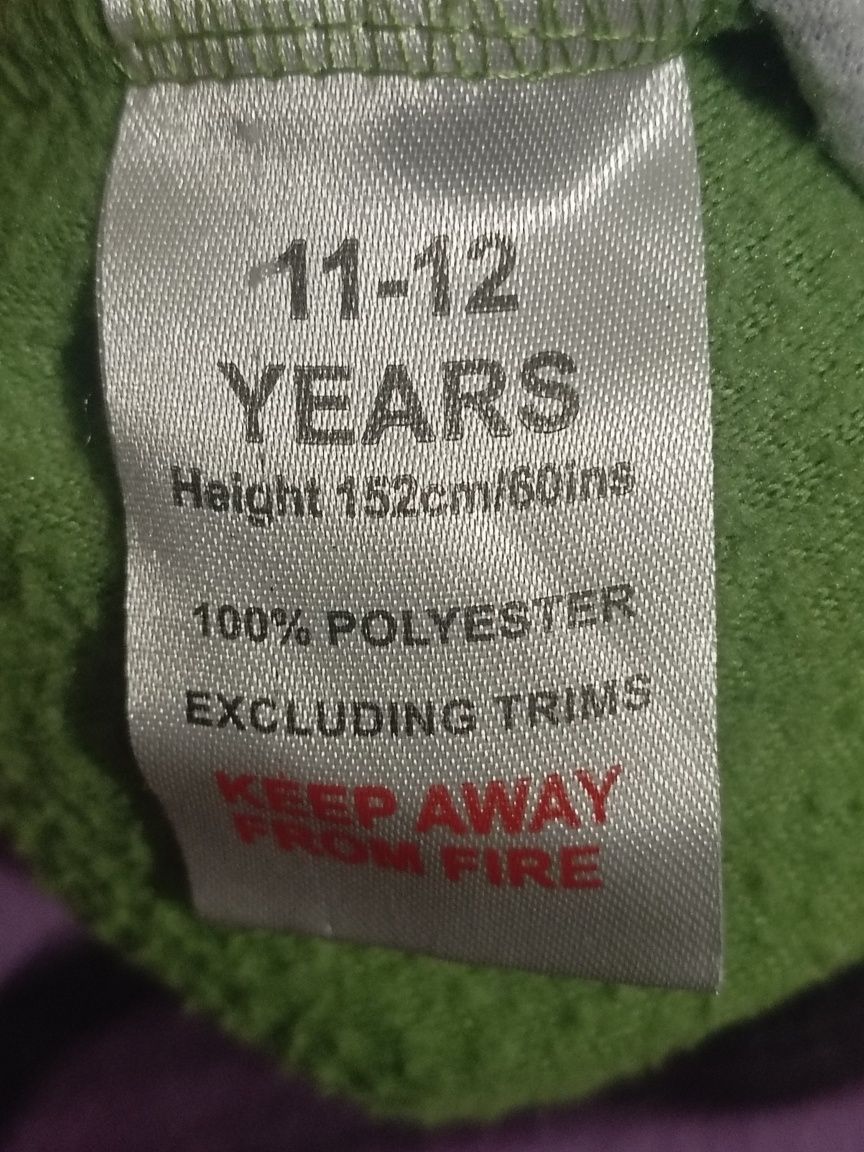 11-12
YEARS
Height 152cm/60ins
100% POLYESTER
EXCLUDING TRIMS
KEEP AWAY
FROM FIRE